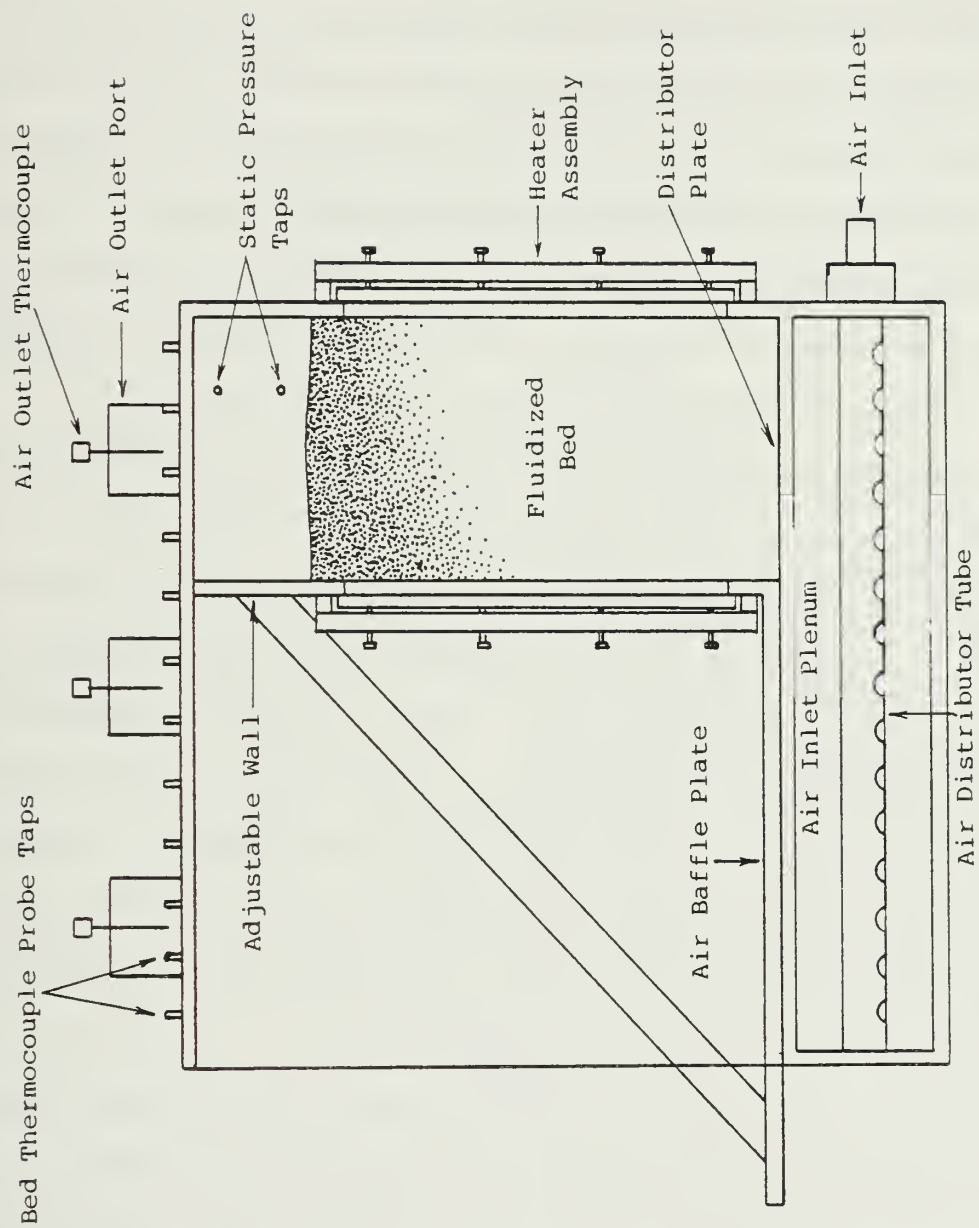 Air Outlet Thermocouple
Air Outlet Port
Static Pressure
Taps
Heater
Assembly
Distributor
Plate
Air Inlet
Bed Thermocouple Probe Taps
Adjustable Wall
Fluidized
Bed
Air Baffle Plate
Air Inlet Plenum
Air Distributor Tube